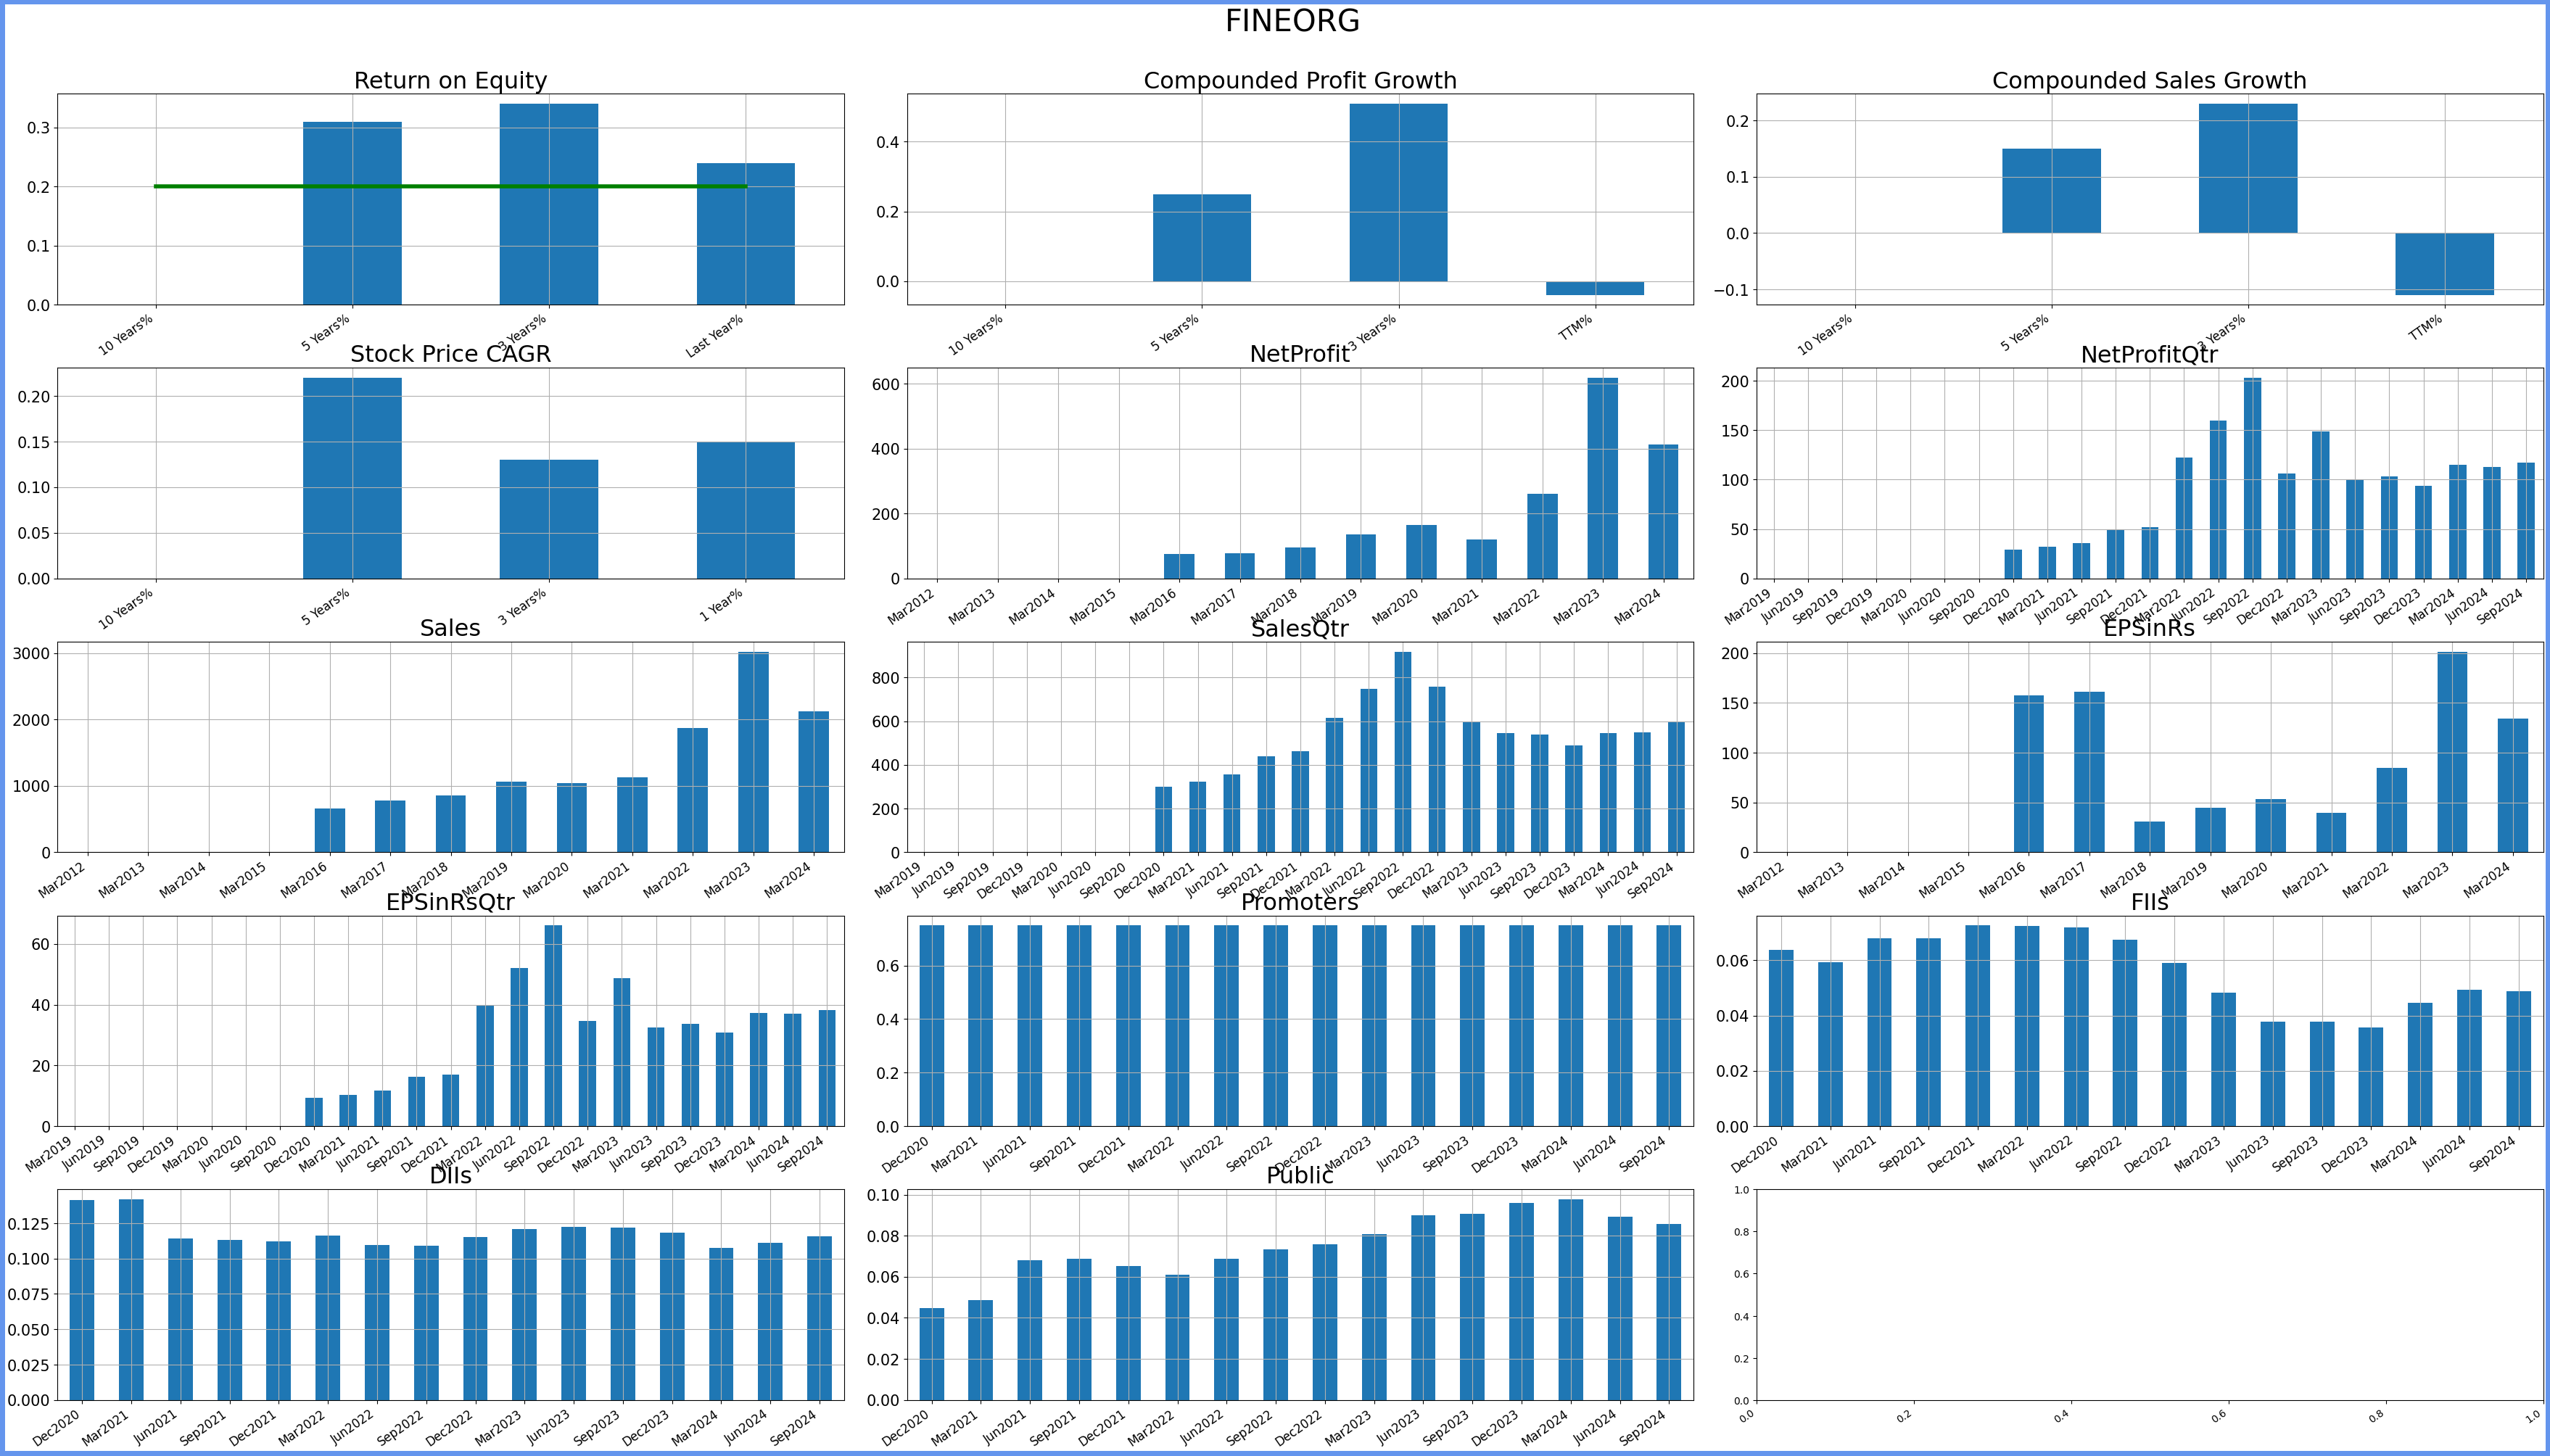 FINEORG
Return on Equity
0.3
0.2
0.1
0.0
10 Years%
5 Years%
3 Years%
Last Year%
Compounded Profit Growth
0.4
0.2
0.0
10 Years%
5 Years%
3 Years%
TTM%
Compounded Sales Growth
0.2
0.1
0.0
−0.1
10 Years%
5 Years%
3 Years%
TTM%
Stock Price CAGR
0.20
0.15
0.10
0.05
0.00
10 Years%
5 Years%
3 Years%
1 Year%
NetProfit
600
400
200
0
Mar2012
Mar2013
Mar2014
Mar2015
Mar2016
Mar2017
Mar2018
Mar2019
Mar2020
Mar2021
Mar2022
Mar2023
Mar2024
NetProfitQtr
200
150
100
50
0
Mar2019
Jun2019
Sep2019
Dec2019
Mar2020
Jun2020
Sep2020
Dec2020
Mar2021
Jun2021
Sep2021
Dec2021
Mar2022
Jun2022
Sep2022
Dec2022
Mar2023
Jun2023
Sep2023
Dec2023
Mar2024
Jun2024
Sep2024
Sales
3000
2000
1000
0
Mar2012
Mar2013
Mar2014
Mar2015
Mar2016
Mar2017
Mar2018
Mar2019
Mar2020
Mar2021
Mar2022
Mar2023
Mar2024
SalesQtr
800
600
400
200
0
Mar2019
Jun2019
Sep2019
Dec2019
Mar2020
Jun2020
Sep2020
Dec2020
Mar2021
Jun2021
Sep2021
Dec2021
Mar2022
Jun2022
Sep2022
Dec2022
Mar2023
Jun2023
Sep2023
Dec2023
Mar2024
Jun2024
Sep2024
EPSinRs
200
150
100
50
0
Mar2012
Mar2013
Mar2014
Mar2015
Mar2016
Mar2017
Mar2018
Mar2019
Mar2020
Mar2021
Mar2022
Mar2023
Mar2024
EPSinRsQtr
60
40
20
0
Mar2019
Jun2019
Sep2019
Dec2019
Mar2020
Jun2020
Sep2020
Dec2020
Mar2021
Jun2021
Sep2021
Dec2021
Mar2022
Jun2022
Sep2022
Dec2022
Mar2023
Jun2023
Sep2023
Dec2023
Mar2024
Jun2024
Sep2024
Promoters
0.6
0.4
0.2
0.0
Dec2020
Mar2021
Jun2021
Sep2021
Dec2021
Mar2022
Jun2022
Sep2022
Dec2022
Mar2023
Jun2023
Sep2023
Dec2023
Mar2024
Jun2024
Sep2024
FIIs
0.06
0.04
0.02
0.00
Dec2020
Mar2021
Jun2021
Sep2021
Dec2021
Mar2022
Jun2022
Sep2022
Dec2022
Mar2023
Jun2023
Sep2023
Dec2023
Mar2024
Jun2024
Sep2024
DIIs
0.125
0.100
0.075
0.050
0.025
0.000
Dec2020
Mar2021
Jun2021
Sep2021
Dec2021
Mar2022
Jun2022
Sep2022
Dec2022
Mar2023
Jun2023
Sep2023
Dec2023
Mar2024
Jun2024
Sep2024
Public
0.10
0.08
0.06
0.04
0.02
0.00
Dec2020
Mar2021
Jun2021
Sep2021
Dec2021
Mar2022
Jun2022
Sep2022
Dec2022
Mar2023
Jun2023
Sep2023
Dec2023
Mar2024
Jun2024
Sep2024
1.0
0.8
0.6
0.4
0.2
0.0
0.0
0.2
0.4
0.6
0.8
1.0